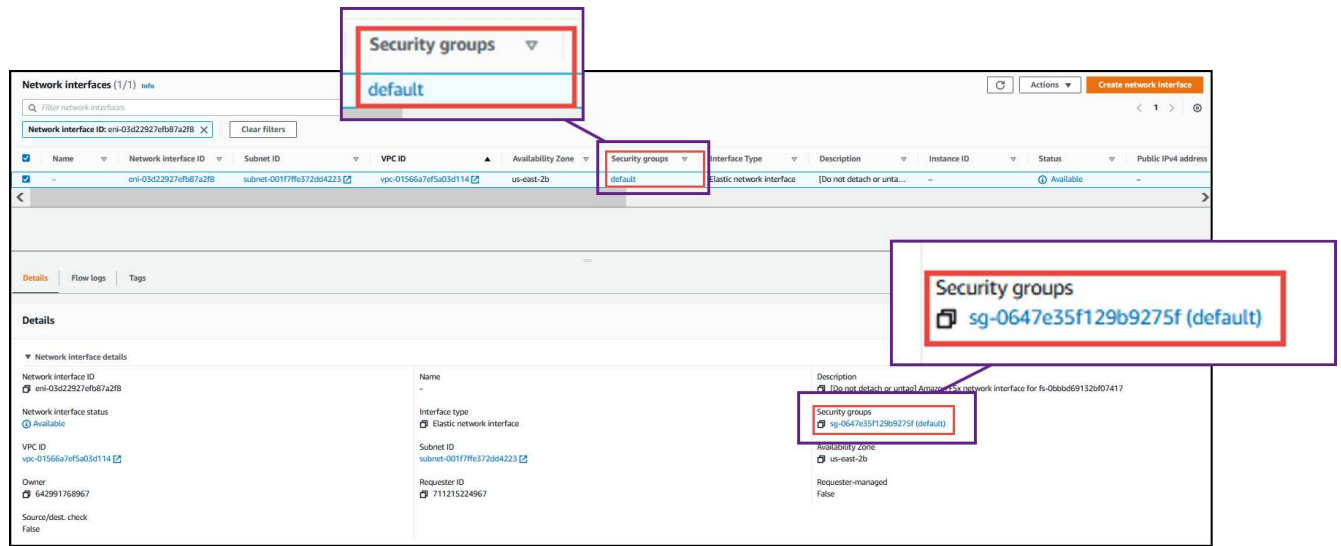 Security groups
default
Network interfaces (1/1) Info
Actions
Create network interface
Filter network interfaces
1
Network interface ID: eni-03d22927efb87a2f8
Clear filters
Name Network interface ID Subnet ID VPC ID Availability Zone Security groups Interface Type Description Instance ID Status Public IPv4 address
– eni-03d22927efb87a2f8 subnet-001f7ffe372dd4223 vpc-01566a7ef5a03d114 us-east-2b default Elastic network interface [Do not detach or unta... – Available –
Details Flow logs Tags
Security groups
sg-0647e35f129b9275f (default)
Details
Network interface details
Network interface ID
eni-03d22927efb87a2f8
Name
–
Description
[Do not detach or untag] Amazon FSx network interface for fs-0bbbd69132bf07417
Network interface status
Available
Interface type
Elastic network interface
Security groups
sg-0647e35f129b9275f (default)
VPC ID
vpc-01566a7ef5a03d114
Subnet ID
subnet-001f7ffe372dd4223
Availability Zone
us-east-2b
Owner
642991768967
Requester ID
711215224967
Requester-managed
False
Source/dest. check
False